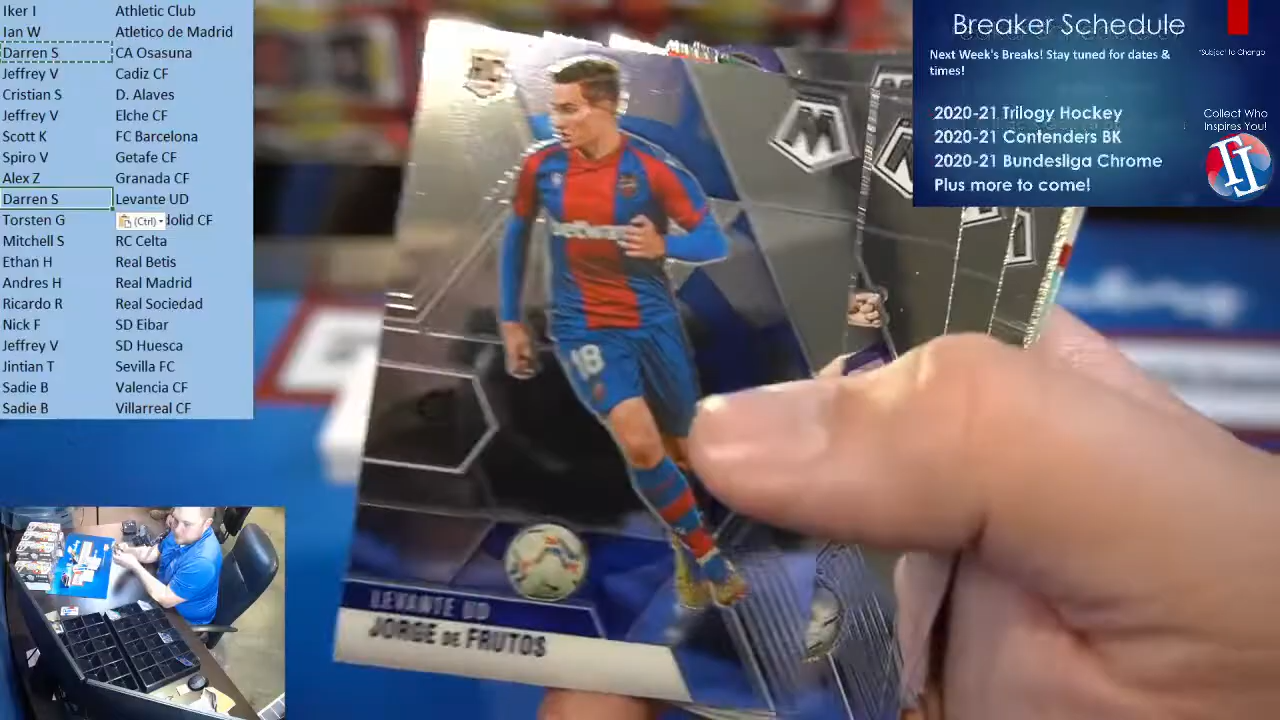 Iker I Athletic Club
Ian W Atletico de Madrid
Darren S CA Osasuna
Jeffrey V Cadiz CF
Cristian S D. Alaves
Jeffrey V Elche CF
Scott K FC Barcelona
Spiro V Getafe CF
Alex Z Granada CF
Darren S Levante UD
Torsten G (Ctrl) dolid CF
Mitchell S RC Celta
Ethan H Real Betis
Andres H Real Madrid
Ricardo R Real Sociedad
Nick F SD Eibar
Jeffrey V SD Huesca
Jintian T Sevilla FC
Sadie B Valencia CF
Sadie B Villarreal CF
Breaker Schedule
Next Week's Breaks! Stay tuned for dates &
times!
*Subject to Change
2020-21 Trilogy Hockey
2020-21 Contenders BK
2020-21 Bundesliga Chrome
Plus more to come!
Collect Who
Inspires You!
M
18
LEVANTE UD
JORGE DE FRUTOS